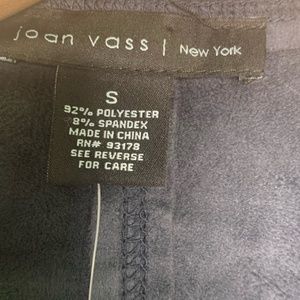 joan vass | New York
S
92% POLYESTER
8% SPANDEX
MADE IN CHINA
RN# 93178
SEE REVERSE
FOR CARE